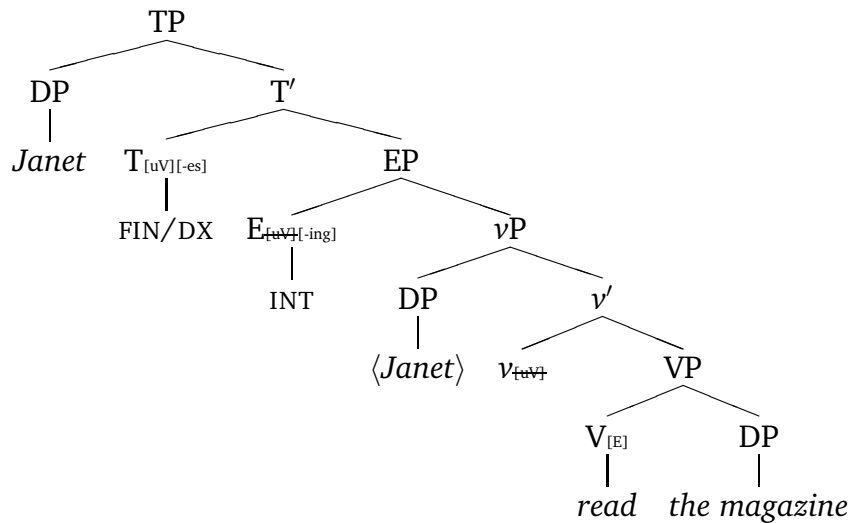 TP
DP T′
Janet T[uV][-es] EP
FIN/DX E[uV][-ing] vP
INT DP v′
⟨Janet⟩ v[uV] VP
V[E] DP
read the magazine